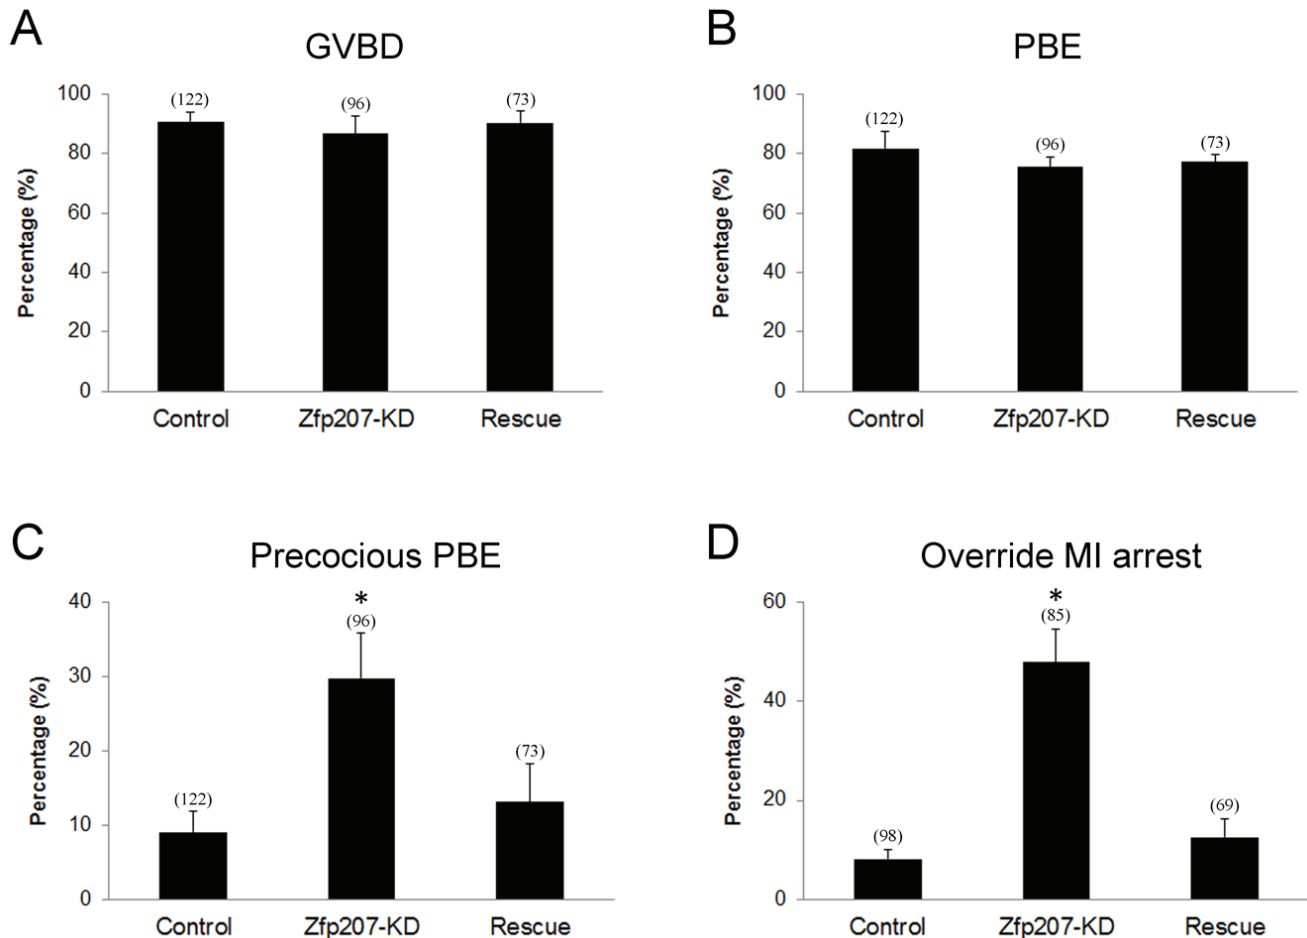 A
GVBD
Percentage (%)
100
80
60
40
20
0
(122)
(96)
(73)
Control
Zfp207-KD
Rescue
B
PBE
Percentage (%)
100
80
60
40
20
0
(122)
(96)
(73)
Control
Zfp207-KD
Rescue
C
Precocious PBE
Percentage (%)
40
30
20
10
0
(122)
*
(96)
(73)
Control
Zfp207-KD
Rescue
D
Override MI arrest
Percentage (%)
60
40
20
0
(98)
*
(85)
(69)
Control
Zfp207-KD
Rescue